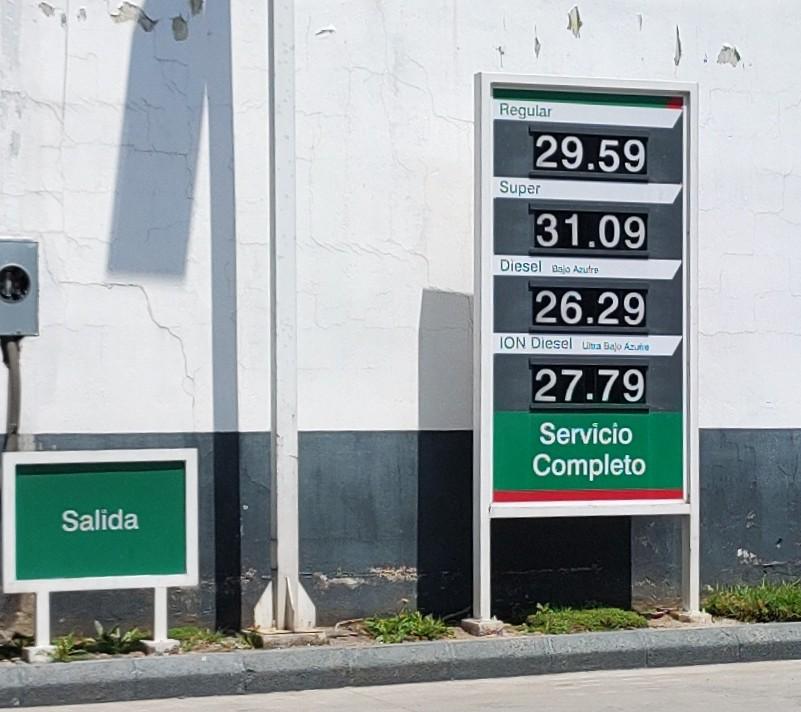 Regular
29.59
Super
31.09
Diesel Bajo Azufre
26.29
ION Diesel Ultra Bajo Azufre
27.79
Servicio
Completo
Salida